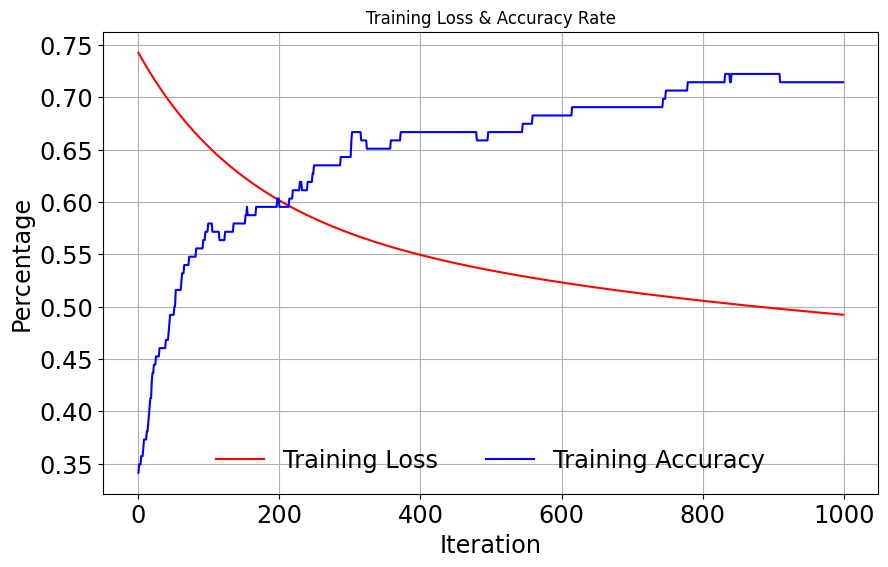 Training Loss & Accuracy Rate
0.75
0.70
0.65
0.60
0.55
0.50
0.45
0.40
0.35
Percentage
Training Loss Training Accuracy
0 200 400 600 800 1000
Iteration